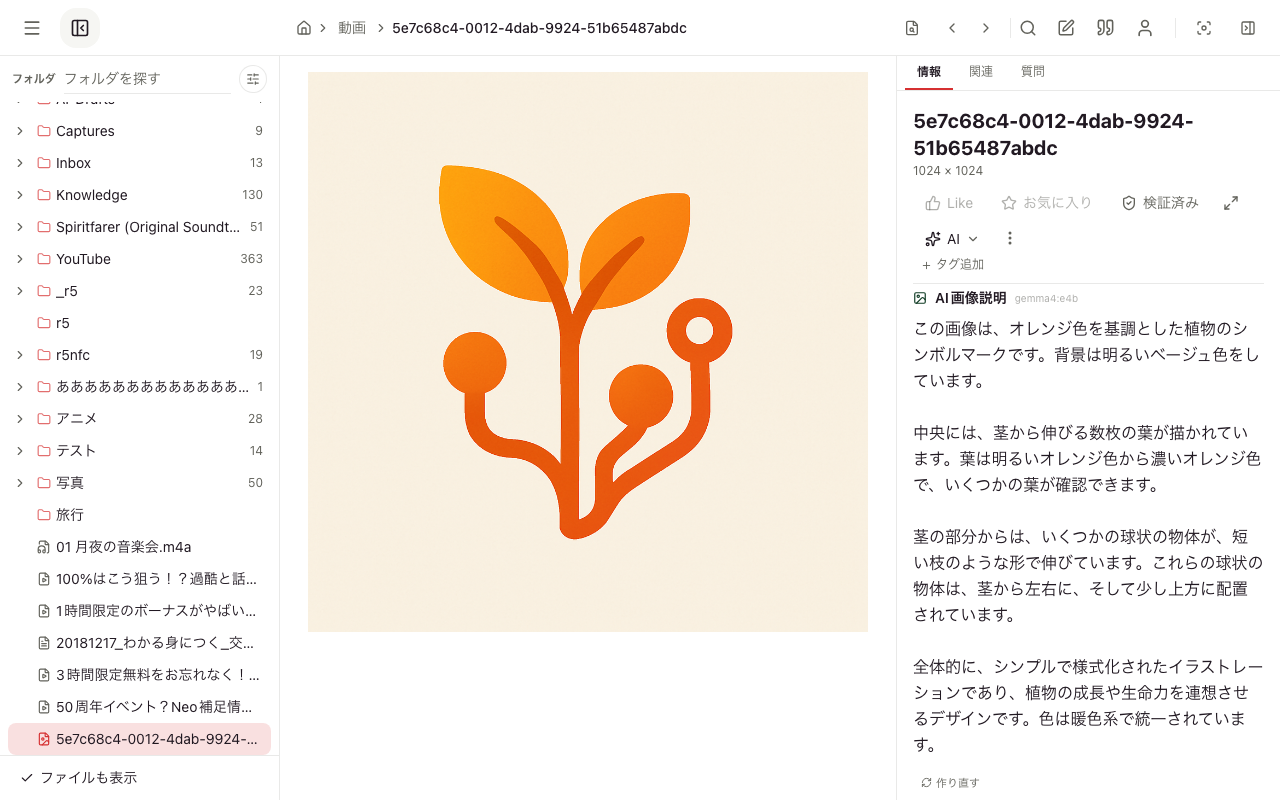 動画
5e7c68c4-0012-4dab-9924-51b65487abdc
フォルダ
フォルダを探す
Captures 9
Inbox 13
Knowledge 130
Spiritfarer (Original Soundt... 51
YouTube 363
_r5 23
r5
r5nfc 19
あああああああああああああ... 1
アニメ 28
テスト 14
写真 50
旅行
01 月夜の音楽会.m4a
100%はこう狙う！？過酷と話...
1時間限定のボーナスがやばい...
20181217_わかる身につく_交...
3時間限定無料をお忘れなく！...
50周年イベント？Neo補足情...
5e7c68c4-0012-4dab-9924-...
ファイルも表示
情報 関連 質問
5e7c68c4-0012-4dab-9924-
51b65487abdc
1024 × 1024
Like お気に入り 検証済み
AI
+ タグ追加
AI画像説明 gemma4:e4b
この画像は、オレンジ色を基調とした植物のシ
ンボルマークです。背景は明るいベージュ色をし
ています。
中央には、茎から伸びる数枚の葉が描かれてい
ます。葉は明るいオレンジ色から濃いオレンジ色
で、いくつかの葉が確認できます。
茎の部分からは、いくつかの球状の物体が、短
い枝のような形で伸びています。これらの球状の
物体は、茎から左右に、そして少し上方に配置
されています。
全体的に、シンプルで様式化されたイラストレー
ションであり、植物の成長や生命力を連想させ
るデザインです。色は暖色系で統一されていま
す。
作り直す